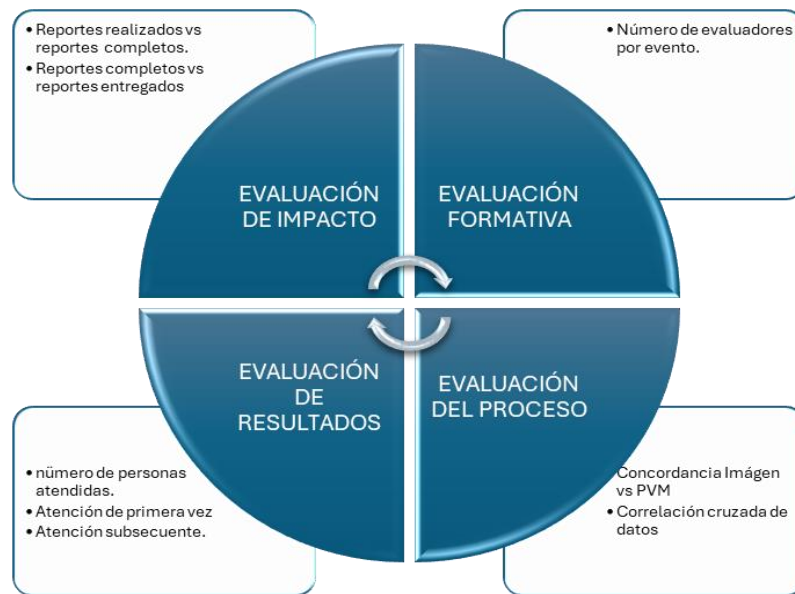 • Reportes realizados vs
reportes completos.
• Reportes completos vs
reportes entregados
• Número de evaluadores
por evento.
EVALUACIÓN
DE IMPACTO
EVALUACIÓN
FORMATIVA
EVALUACIÓN
DE
RESULTADOS
EVALUACIÓN
DEL PROCESO
• nümero de personas
atendidas.
• Atención de primera vez
• Atención subsecuente.
Concordancia Imágen
vs PVM
• Correlación cruzada de
datos